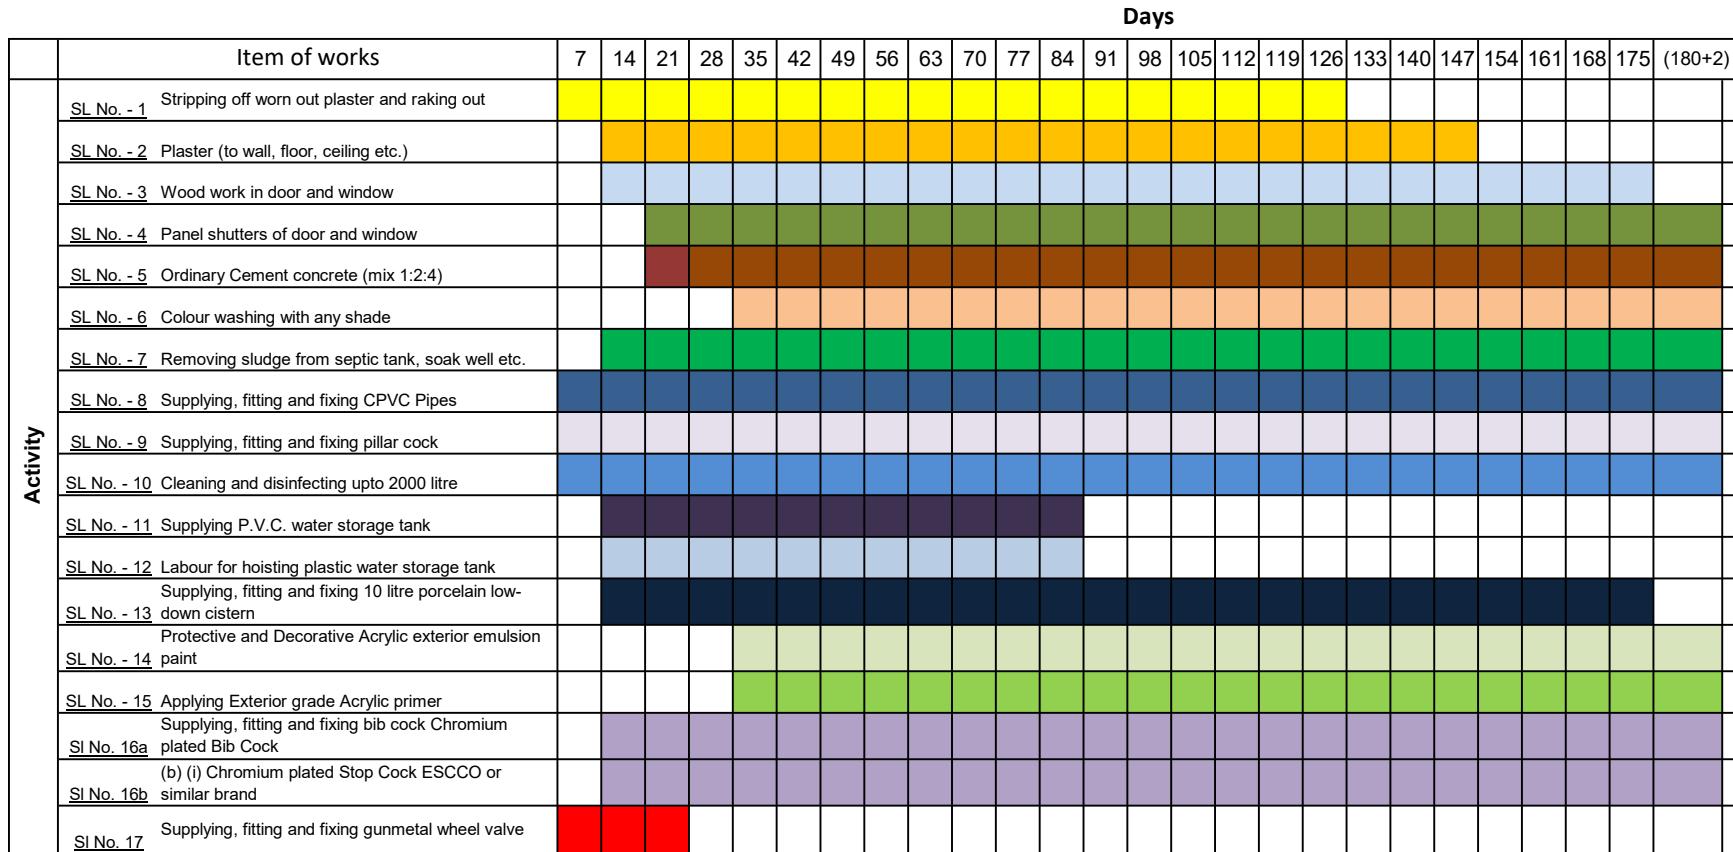 Days
Item of works 7 14 21 28 35 42 49 56 63 70 77 84 91 98 105 112 119 126 133 140 147 154 161 168 175 (180+2)
Activity
SL No. - 1 Stripping off worn out plaster and raking out
SL No. - 2 Plaster (to wall, floor, ceiling etc.)
SL No. - 3 Wood work in door and window
SL No. - 4 Panel shutters of door and window
SL No. - 5 Ordinary Cement concrete (mix 1:2:4)
SL No. - 6 Colour washing with any shade
SL No. - 7 Removing sludge from septic tank, soak well etc.
SL No. - 8 Supplying, fitting and fixing CPVC Pipes
SL No. - 9 Supplying, fitting and fixing pillar cock
SL No. - 10 Cleaning and disinfecting upto 2000 litre
SL No. - 11 Supplying P.V.C. water storage tank
SL No. - 12 Labour for hoisting plastic water storage tank
Supplying, fitting and fixing 10 litre porcelain low-
SL No. - 13 down cistern
Protective and Decorative Acrylic exterior emulsion
SL No. - 14 paint
SL No. - 15 Applying Exterior grade Acrylic primer
Supplying, fitting and fixing bib cock Chromium
Sl No. 16a plated Bib Cock
(b) (i) Chromium plated Stop Cock ESCCO or
Sl No. 16b similar brand
Sl No. 17 Supplying, fitting and fixing gunmetal wheel valve